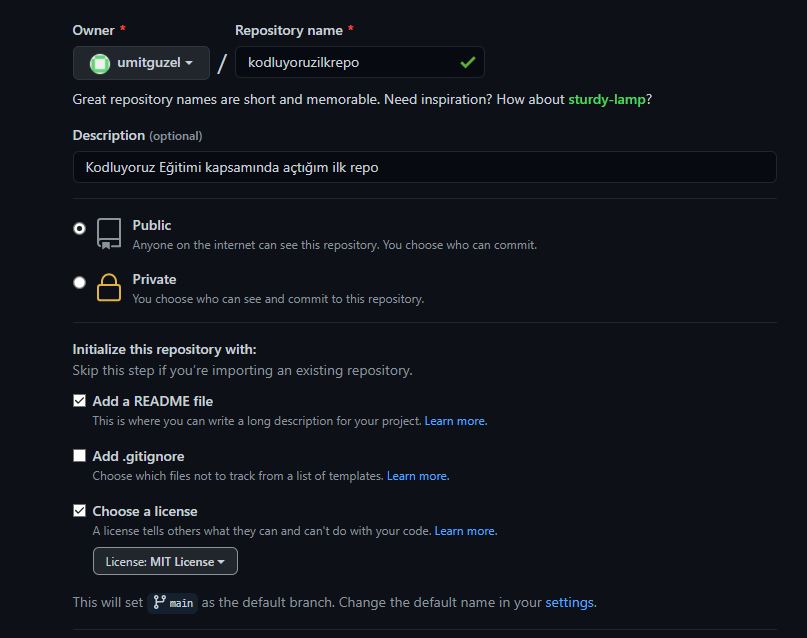 Owner * Repository name *
umitguzel / kodluyoruzilkrepo
Great repository names are short and memorable. Need inspiration? How about sturdy-lamp?
Description (optional)
Kodluyoruz Eğitimi kapsamında açtığım ilk repo
Public
Anyone on the internet can see this repository. You choose who can commit.
Private
You choose who can see and commit to this repository.
Initialize this repository with:
Skip this step if you're importing an existing repository.
Add a README file
This is where you can write a long description for your project. Learn more.
Add .gitignore
Choose which files not to track from a list of templates. Learn more.
Choose a license
A license tells others what they can and can't do with your code. Learn more.
License: MIT License
This will set main as the default branch. Change the default name in your settings.